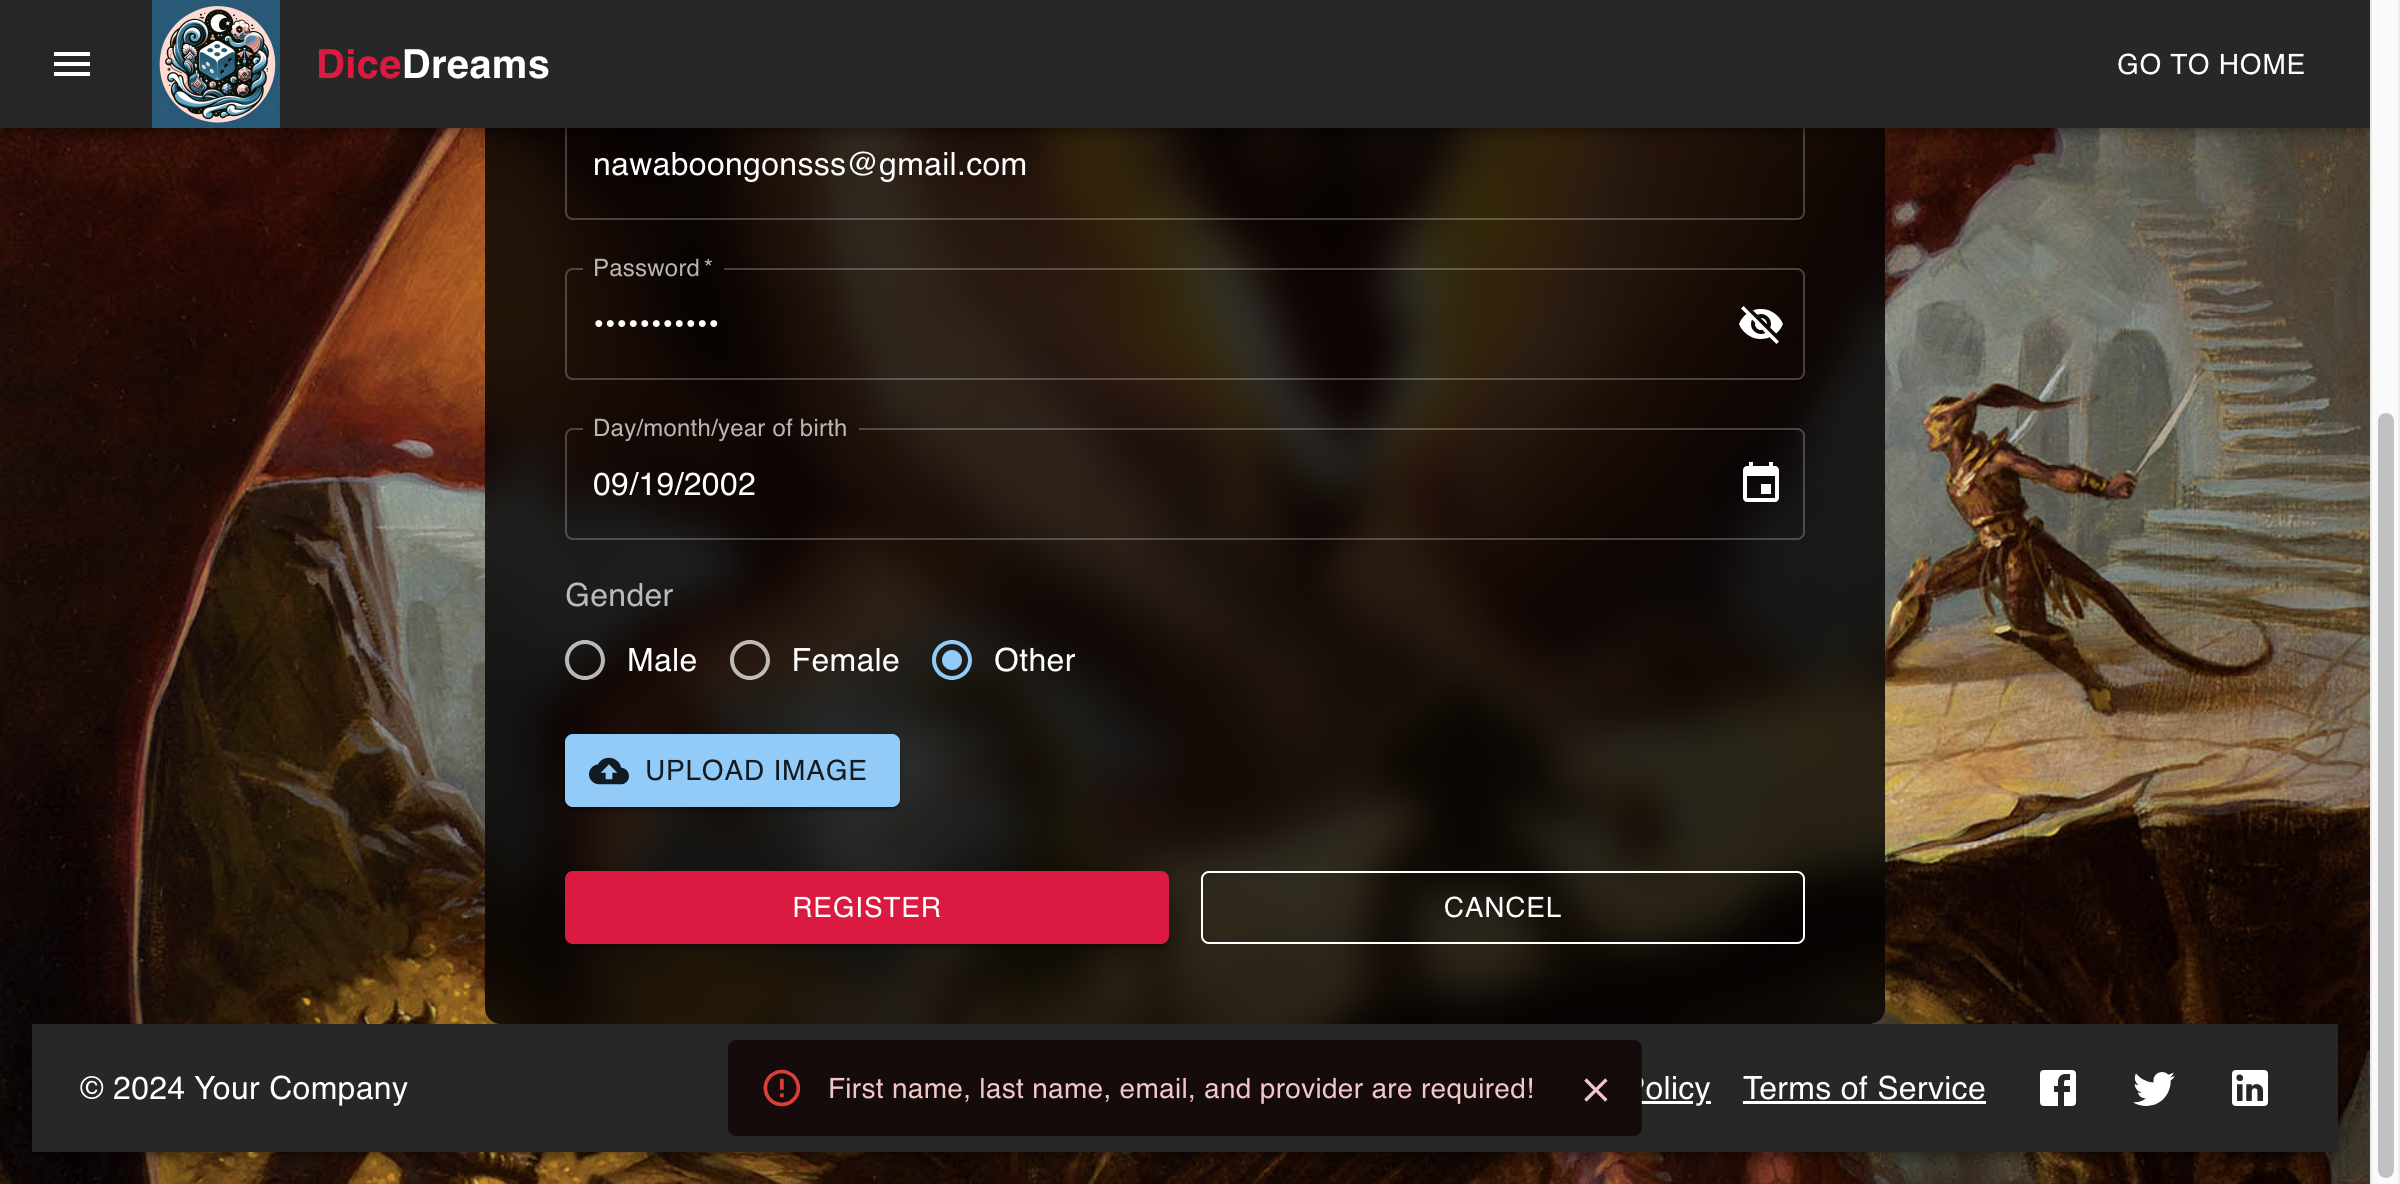 DiceDreams
GO TO HOME
nawaboongonsss@gmail.com
Password *
•••••••••••
Day/month/year of birth
09/19/2002
Gender
Male
Female
Other
UPLOAD IMAGE
REGISTER
CANCEL
© 2024 Your Company
First name, last name, email, and provider are required!
Policy
Terms of Service